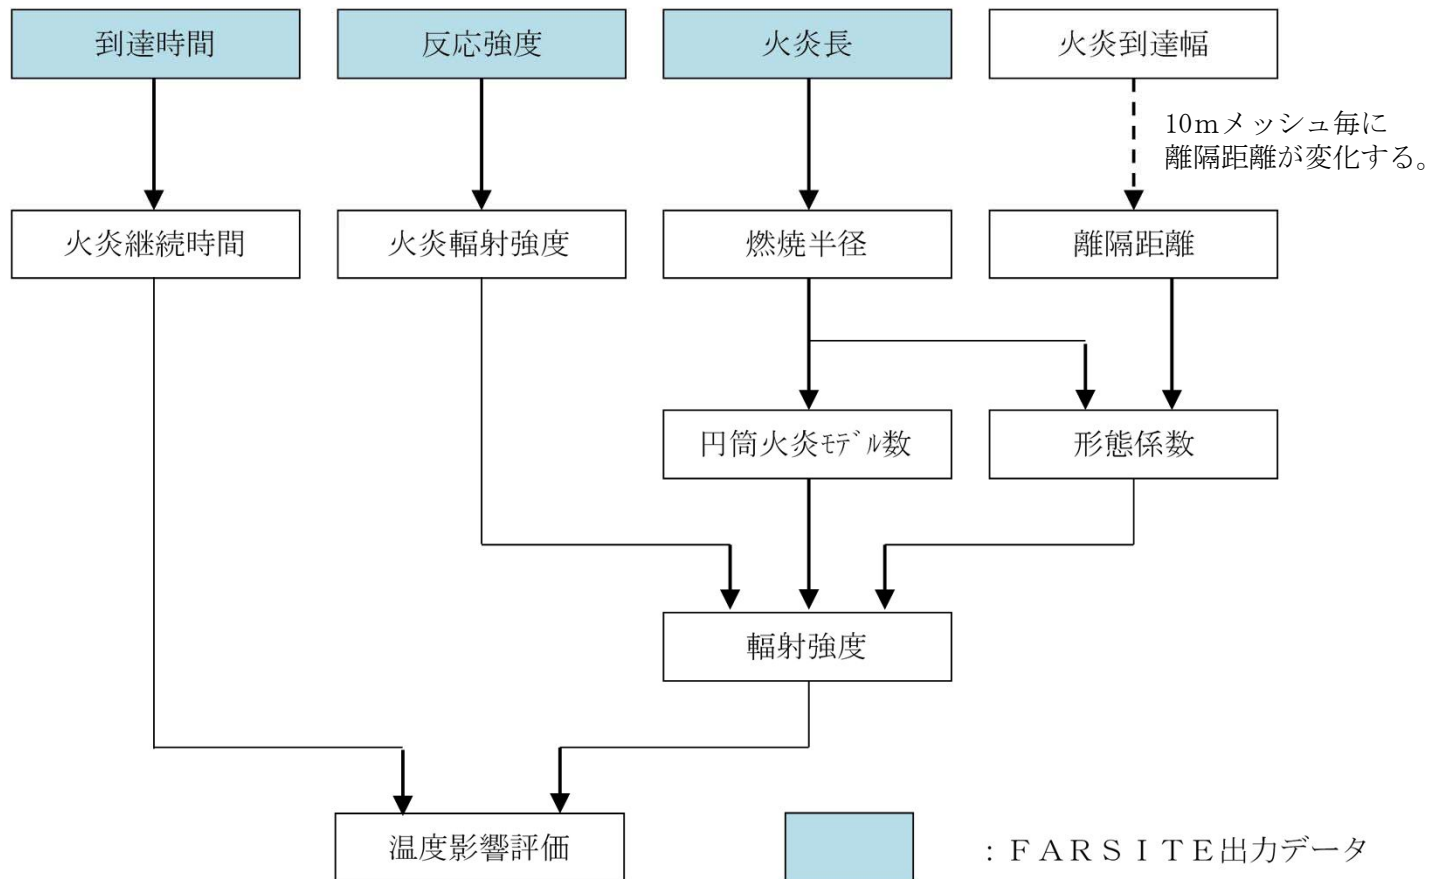 到達時間
反応強度
火炎長
火炎到達幅
10mメッシュ毎に
離隔距離が変化する。
火炎継続時間
火炎輻射強度
燃焼半径
離隔距離
円筒火炎ﾓﾃﾞﾙ数
形態係数
輻射強度
温度影響評価
：ＦＡＲＳＩＴＥ出力データ